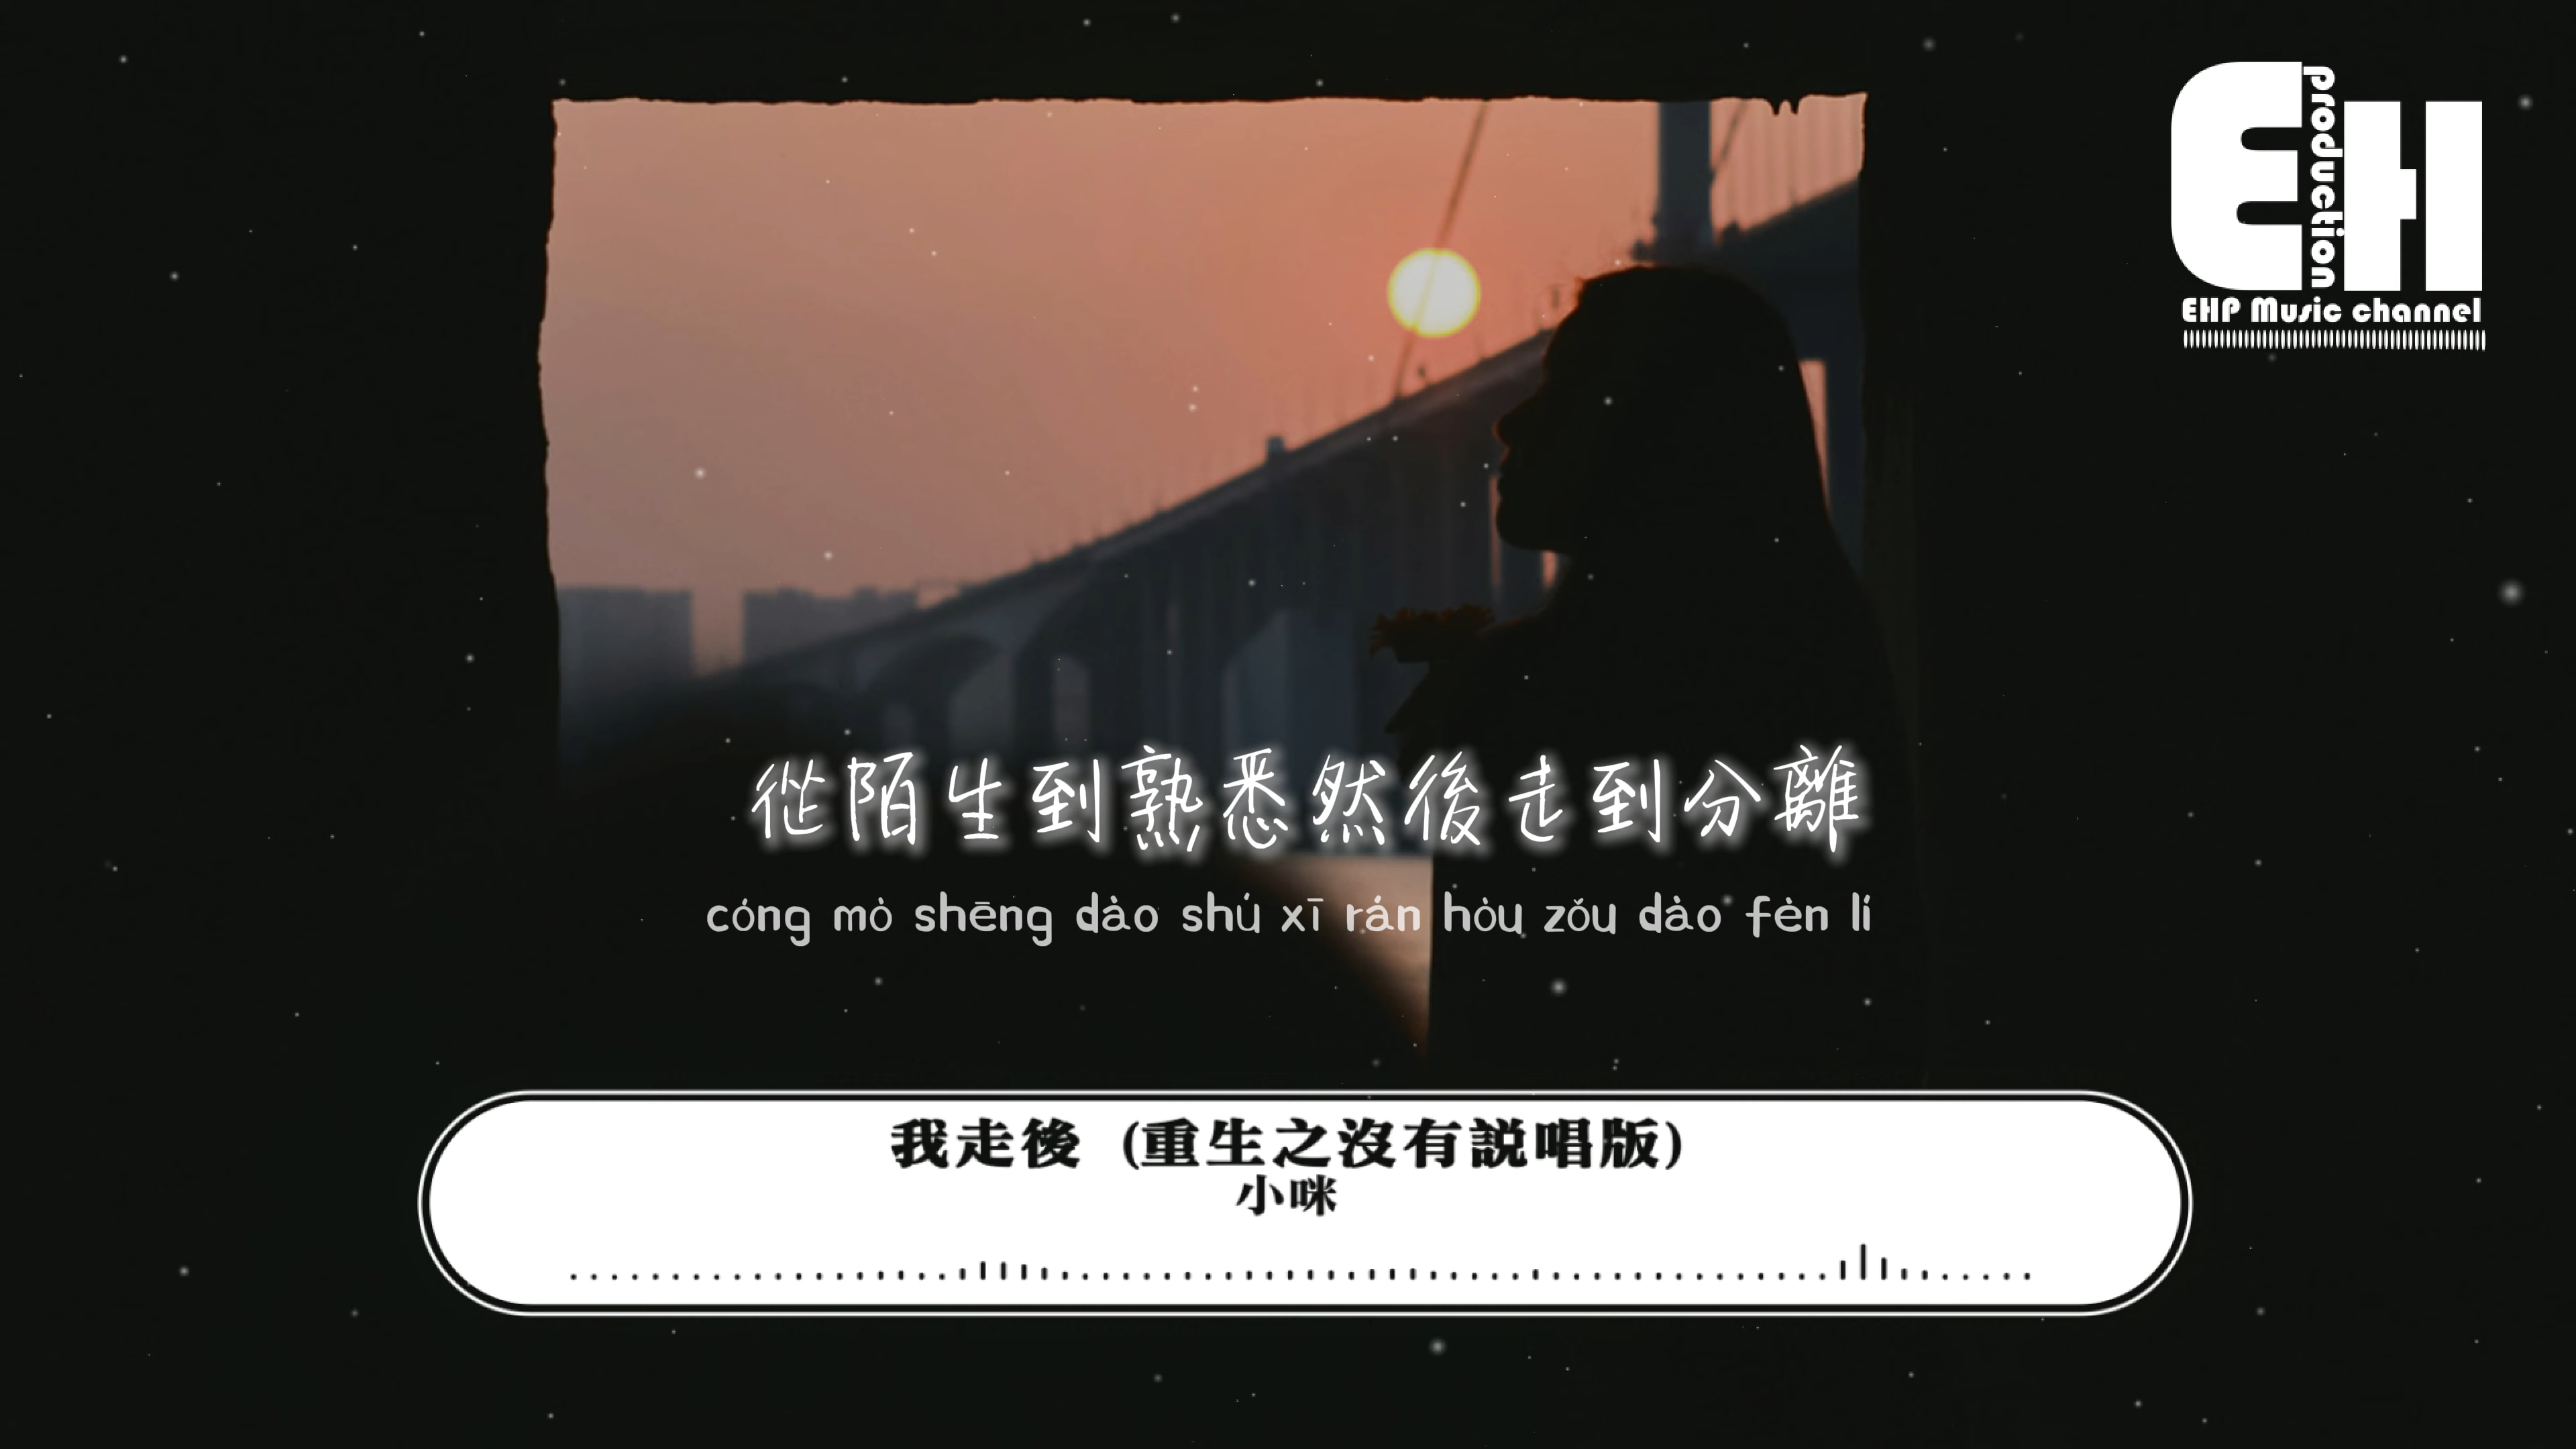 EH
production
EHP Music channel
從陌生到熟悉然後走到分離
cóng mò shēng dào shú xī rán hòu zǒu dào fèn lí
我走後 (重生之沒有説唱版)
小咪